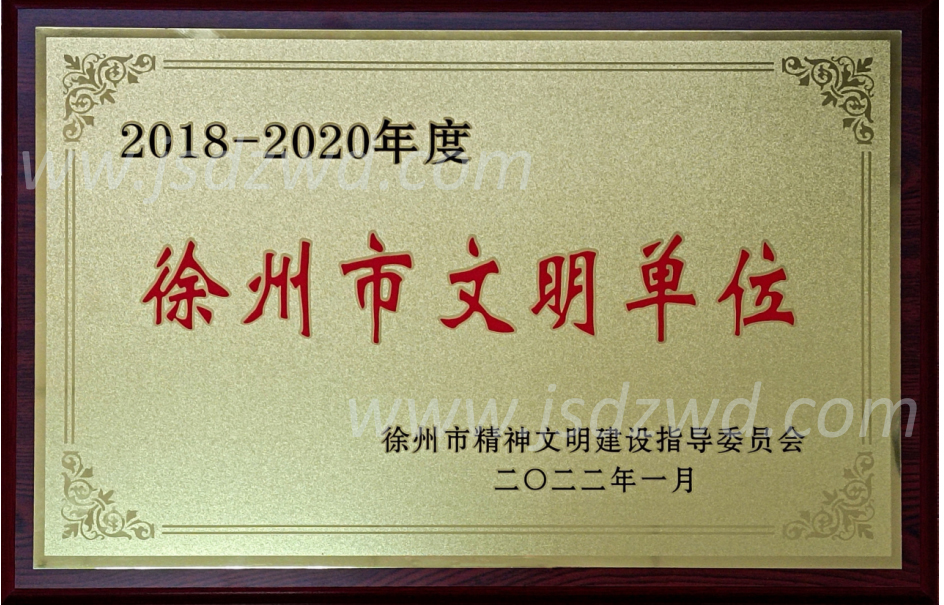 2018-2020年度
www.jsdzwd.com
徐州市文明单位
www.jsdzwd.com
徐州市精神文明建设指导委员会
二〇二二年一月